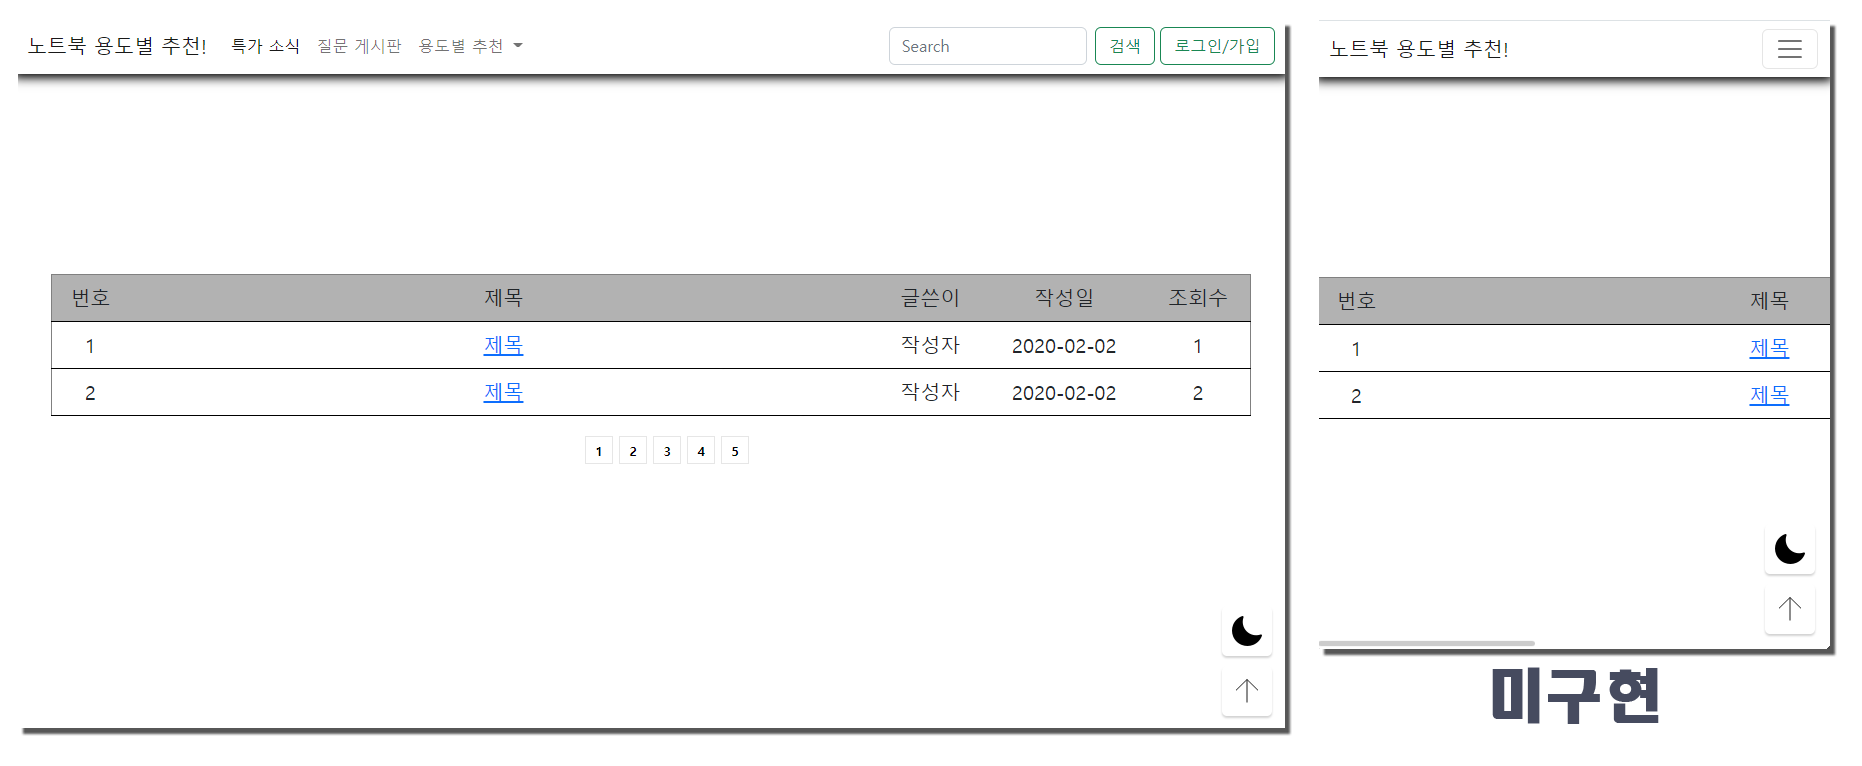 노트북 용도별 추천! 특가 소식 질문 게시판 용도별 추천 Search 검색 로그인/가입
번호 제목 글쓴이 작성일 조회수
1 제목 작성자 2020-02-02 1
2 제목 작성자 2020-02-02 2
1 2 3 4 5
노트북 용도별 추천!
번호 제목
1 제목
2 제목
미구현